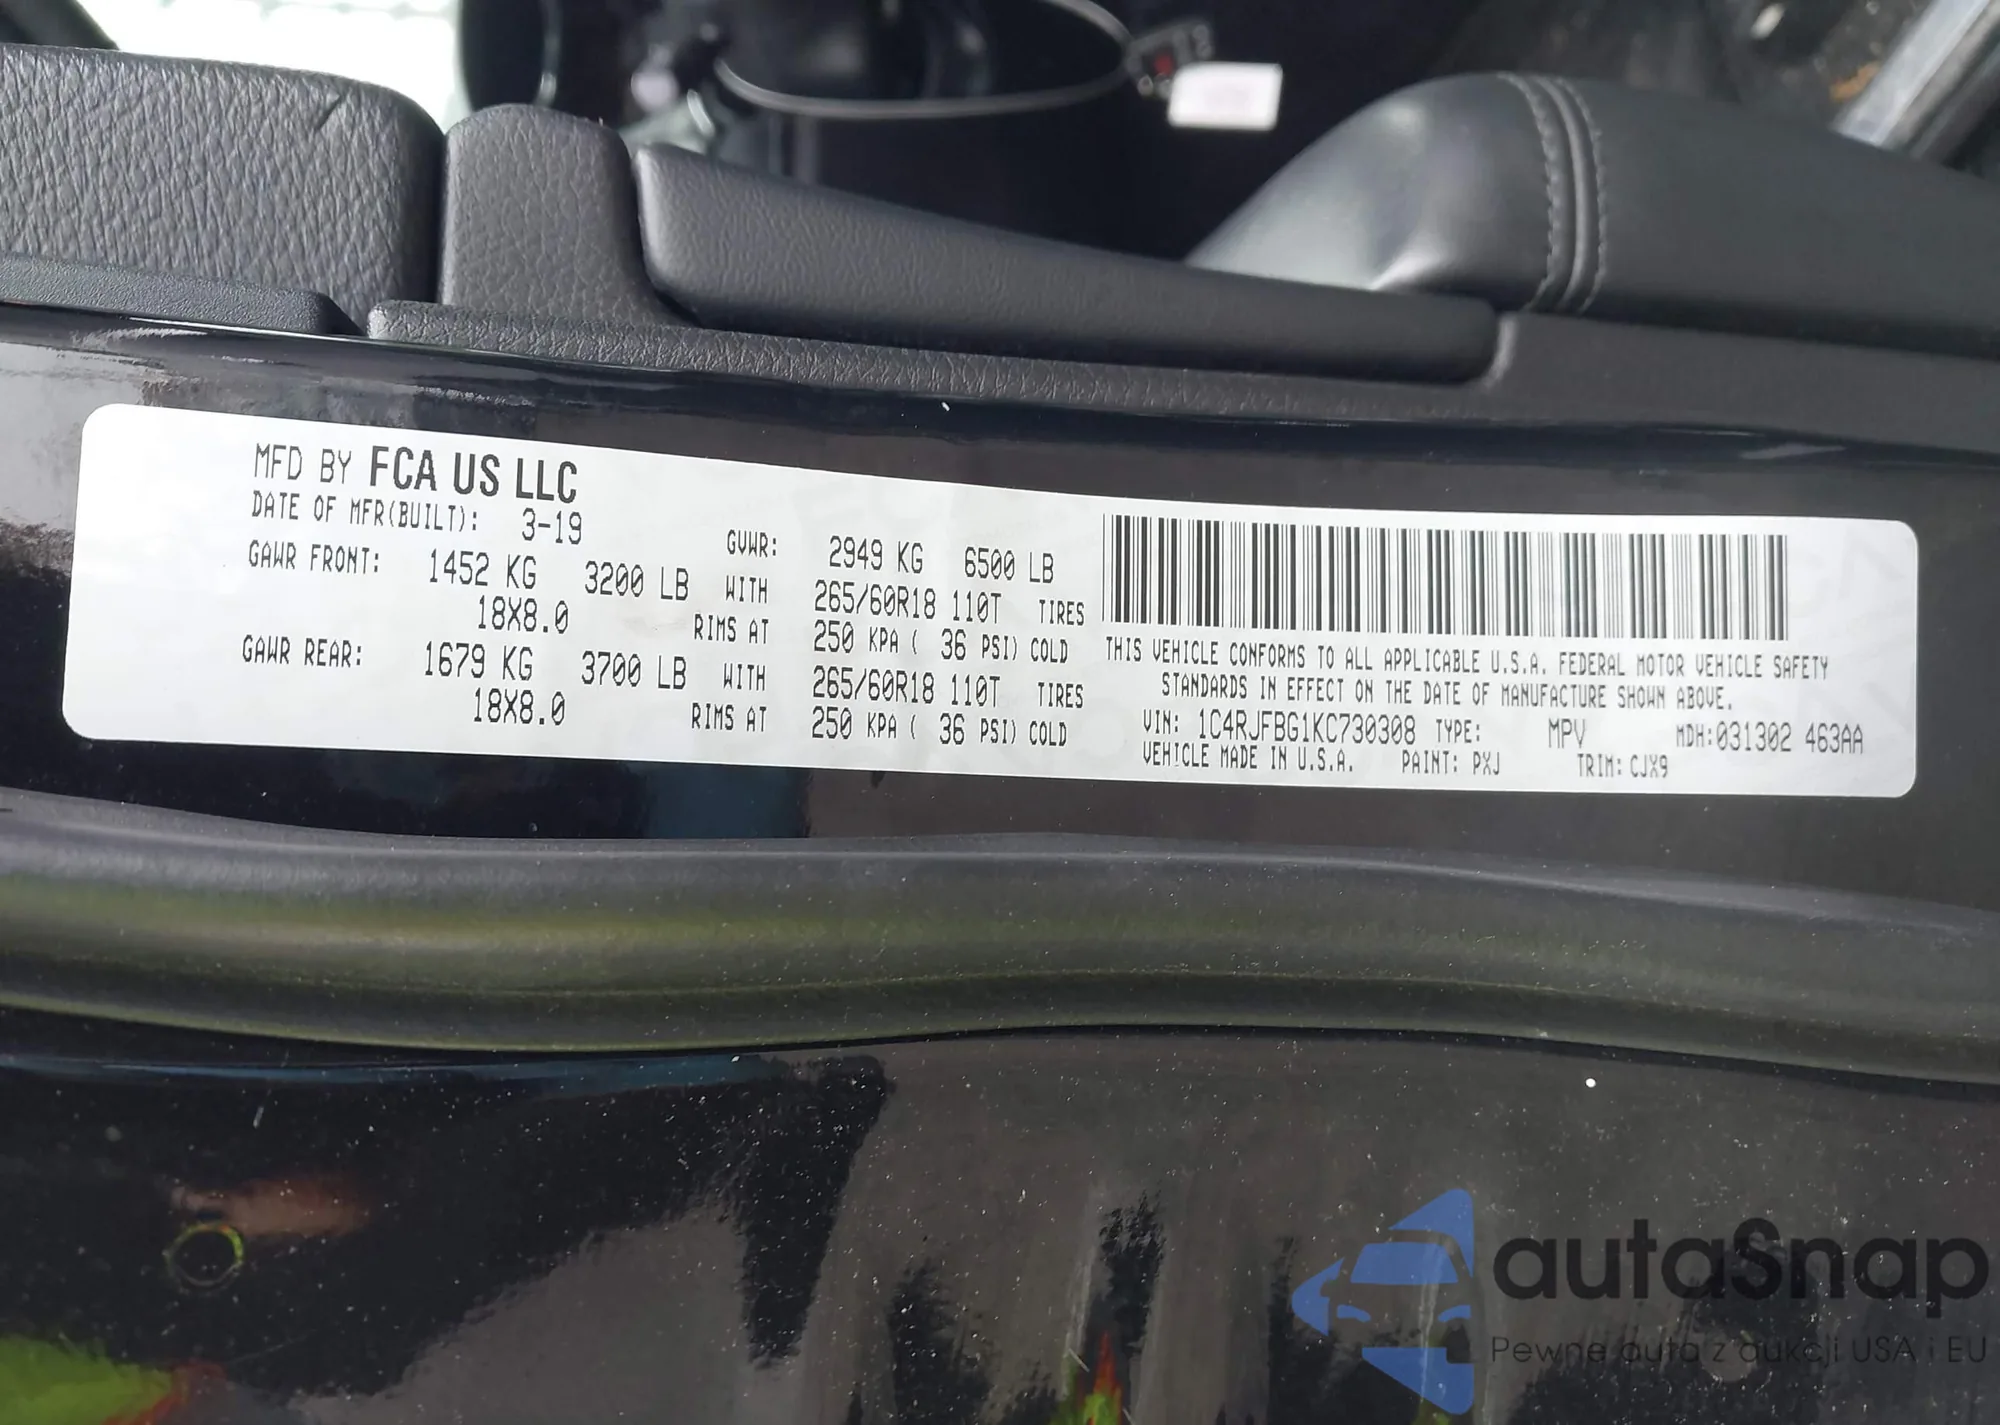 MFD BY FCA US LLC
DATE OF MFR(BUILT): 3-19
GVWR: 2949 KG 6500 LB
GAWR FRONT: 1452 KG 3200 LB WITH 265/60R18 110T TIRES
18X8.0 RIMS AT 250 KPA ( 36 PSI) COLD
GAWR REAR: 1679 KG 3700 LB WITH 265/60R18 110T TIRES
18X8.0 RIMS AT 250 KPA ( 36 PSI) COLD
THIS VEHICLE CONFORMS TO ALL APPLICABLE U.S.A. FEDERAL MOTOR VEHICLE SAFETY
STANDARDS IN EFFECT ON THE DATE OF MANUFACTURE SHOWN ABOVE.
VIN: 1C4RJFBG1KC730308 TYPE: MPV MDH:031302 463AA
VEHICLE MADE IN U.S.A. PAINT: PXJ TRIM: CJX9
autaSnap
Pewne auta z aukcji USA i EU